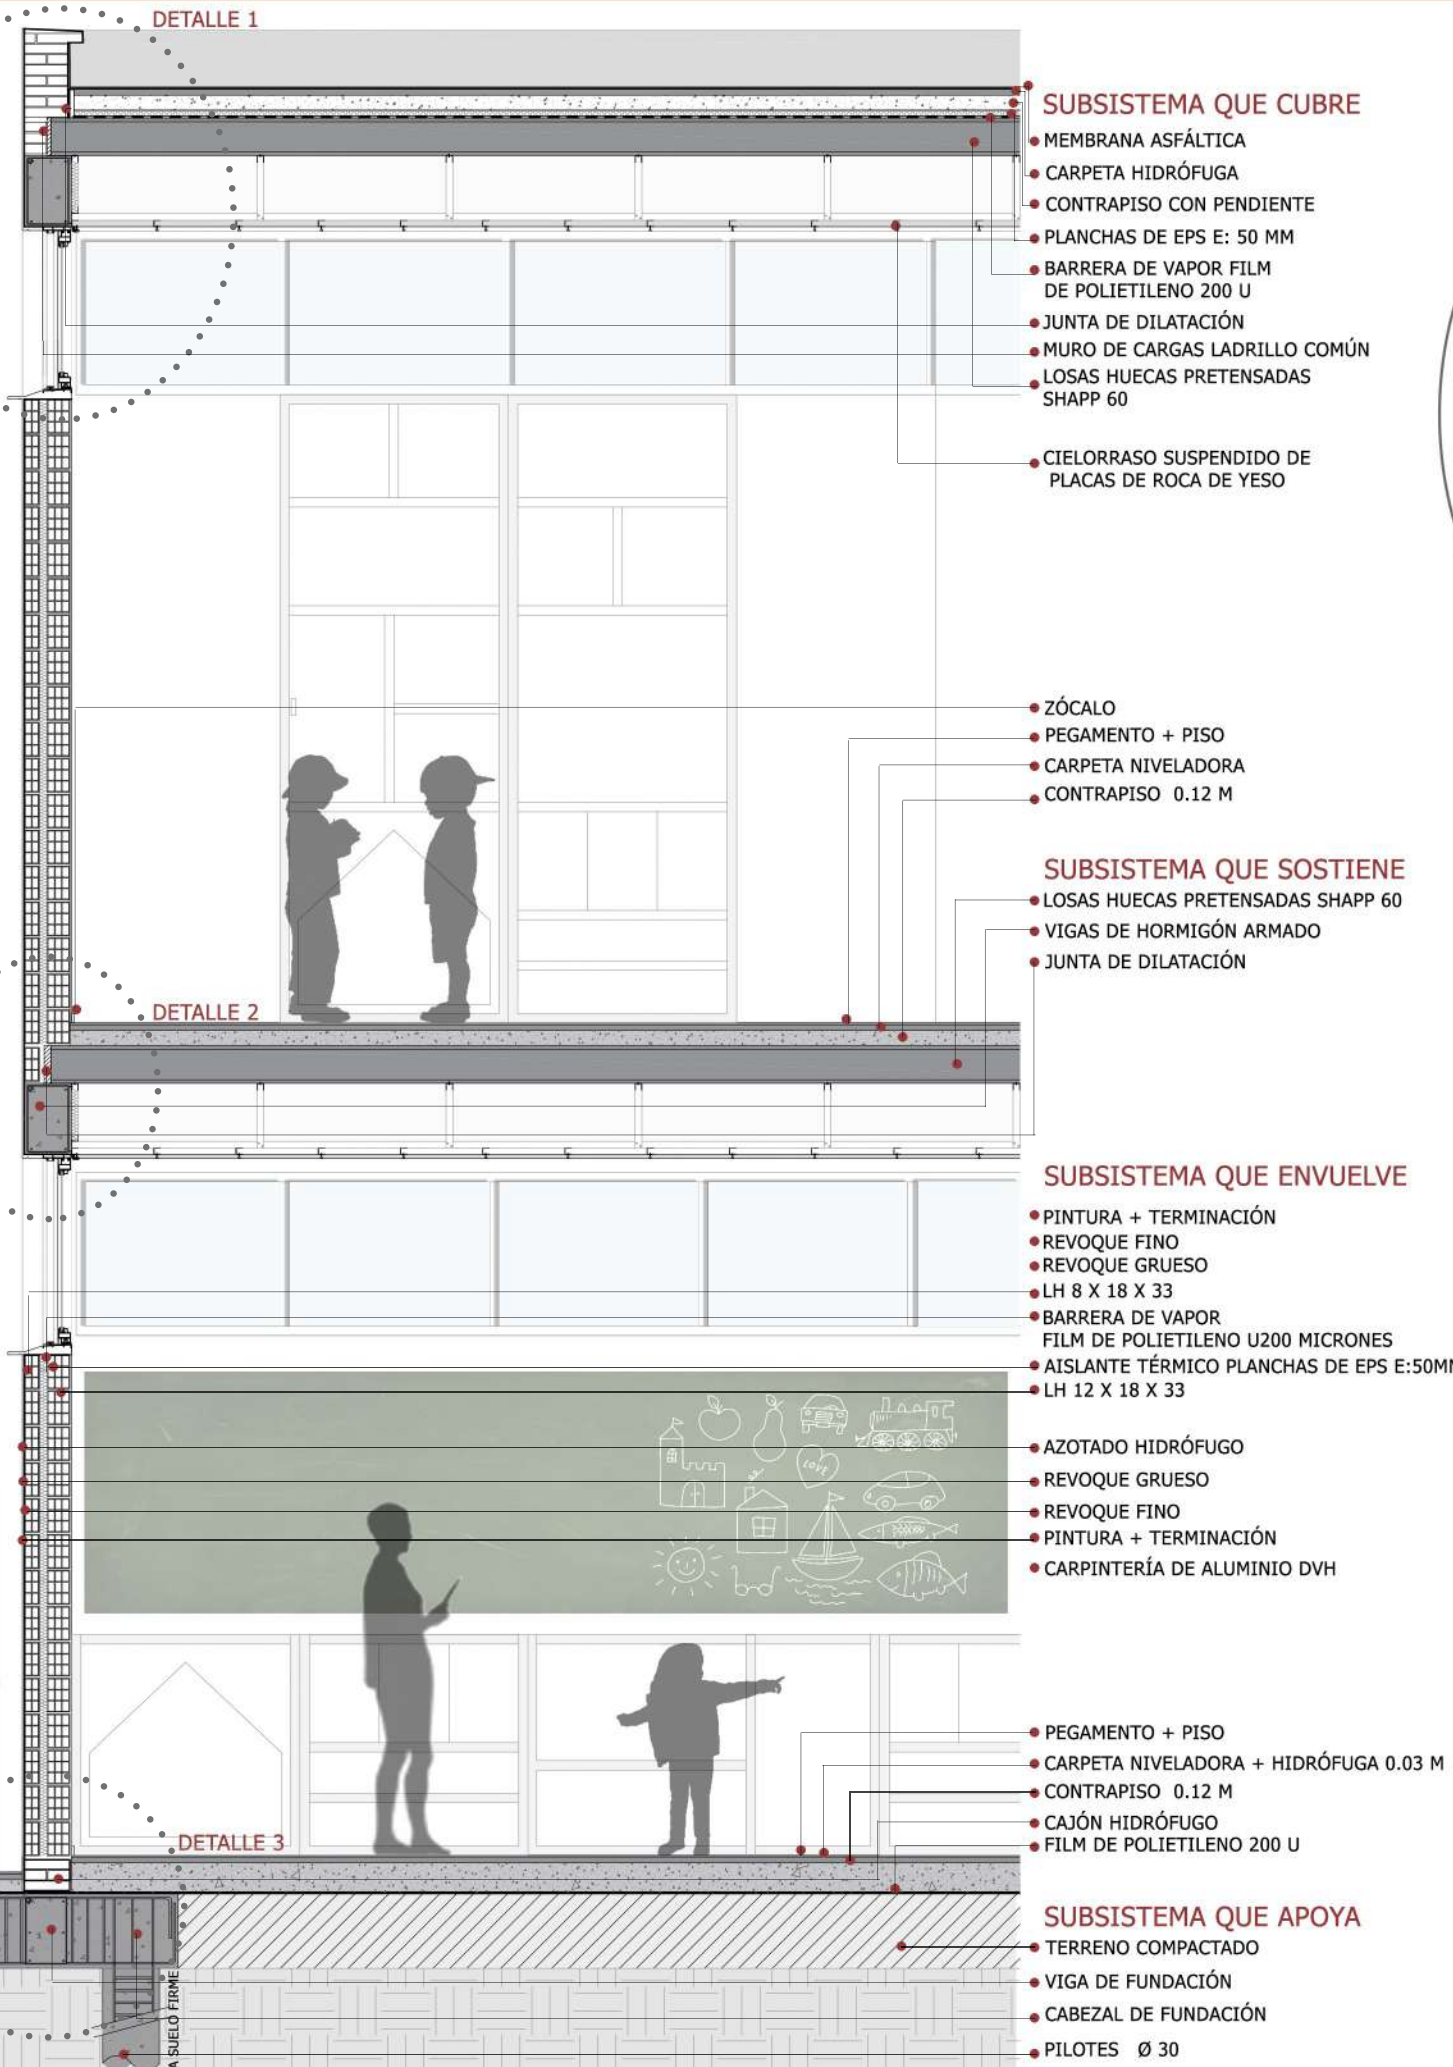 DETALLE 1
SUBSISTEMA QUE CUBRE
MEMBRANA ASFÁLTICA
CARPETA HIDRÓFUGA
CONTRAPISO CON PENDIENTE
PLANCHAS DE EPS E: 50 MM
BARRERA DE VAPOR FILM
DE POLIETILENO 200 U
JUNTA DE DILATACIÓN
MURO DE CARGAS LADRILLO COMÚN
LOSAS HUECAS PRETENSADAS
SHAPP 60
CIELORRASO SUSPENDIDO DE
PLACAS DE ROCA DE YESO
ZÓCALO
PEGAMENTO + PISO
CARPETA NIVELADORA
CONTRAPISO 0.12 M
SUBSISTEMA QUE SOSTIENE
LOSAS HUECAS PRETENSADAS SHAPP 60
VIGAS DE HORMIGÓN ARMADO
JUNTA DE DILATACIÓN
DETALLE 2
SUBSISTEMA QUE ENVUELVE
PINTURA + TERMINACIÓN
REVOQUE FINO
REVOQUE GRUESO
LH 8 X 18 X 33
BARRERA DE VAPOR
FILM DE POLIETILENO U200 MICRONES
AISLANTE TÉRMICO PLANCHAS DE EPS E:50MM
LH 12 X 18 X 33
AZOTADO HIDRÓFUGO
REVOQUE GRUESO
REVOQUE FINO
PINTURA + TERMINACIÓN
CARPINTERÍA DE ALUMINIO DVH
LOVE
PEGAMENTO + PISO
CARPETA NIVELADORA + HIDRÓFUGA 0.03 M
CONTRAPISO 0.12 M
CAJÓN HIDRÓFUGO
FILM DE POLIETILENO 200 U
DETALLE 3
SUBSISTEMA QUE APOYA
TERRENO COMPACTADO
VIGA DE FUNDACIÓN
CABEZAL DE FUNDACIÓN
PILOTES Ø 30
A SUELO FIRME